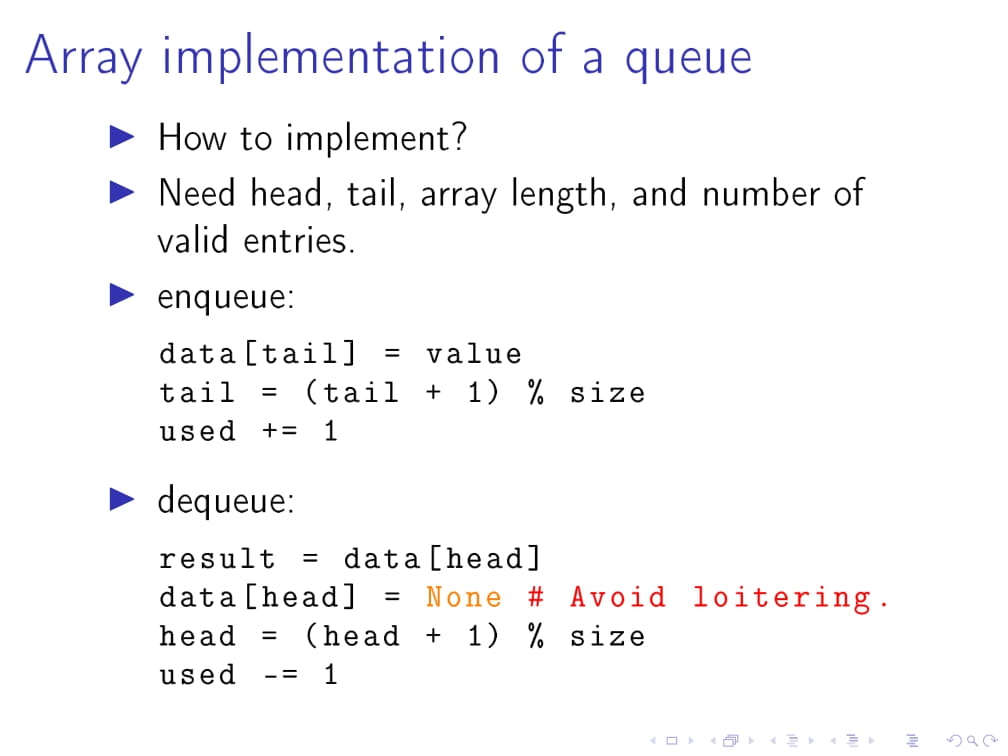 Array implementation of a queue
How to implement?
Need head, tail, array length, and number of
valid entries.
enqueue:
data[tail] = value
tail = (tail + 1) % size
used += 1
dequeue:
result = data[head]
data[head] = None # Avoid loitering.
head = (head + 1) % size
used -= 1